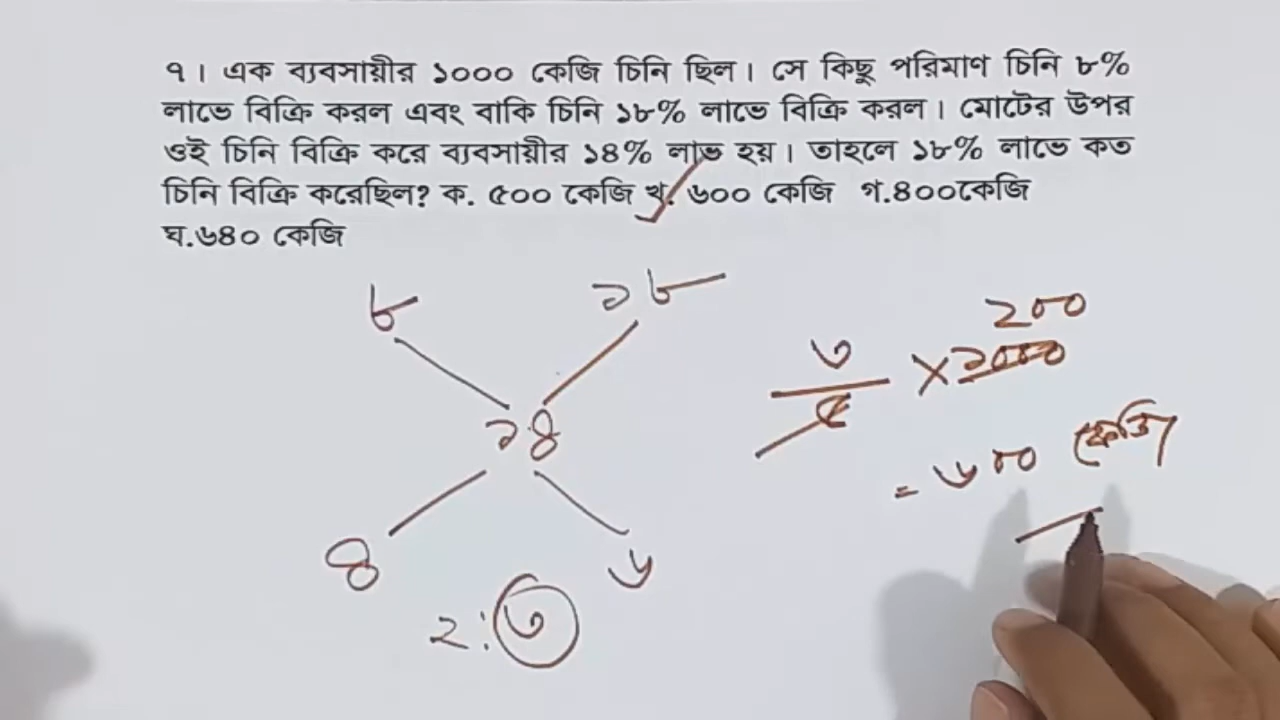 ৭। এক ব্যবসায়ীর ১০০০ কেজি চিনি ছিল। সে কিছু পরিমাণ চিনি ৮%
লাভে বিক্রি করল এবং বাকি চিনি ১৮% লাভে বিক্রি করল। মোটের উপর
ওই চিনি বিক্রি করে ব্যবসায়ীর ১৪% লাভ হয়। তাহলে ১৮% লাভে কত
চিনি বিক্রি করেছিল? ক. ৫০০ কেজি খ. ৬০০ কেজি গ.৪০০কেজি
ঘ.৬৪০ কেজি
৮ ১৮
১৪
৪ ৬
২:৩
২০০
৩/৫ × ১০০০
= ৬০০ কেজি